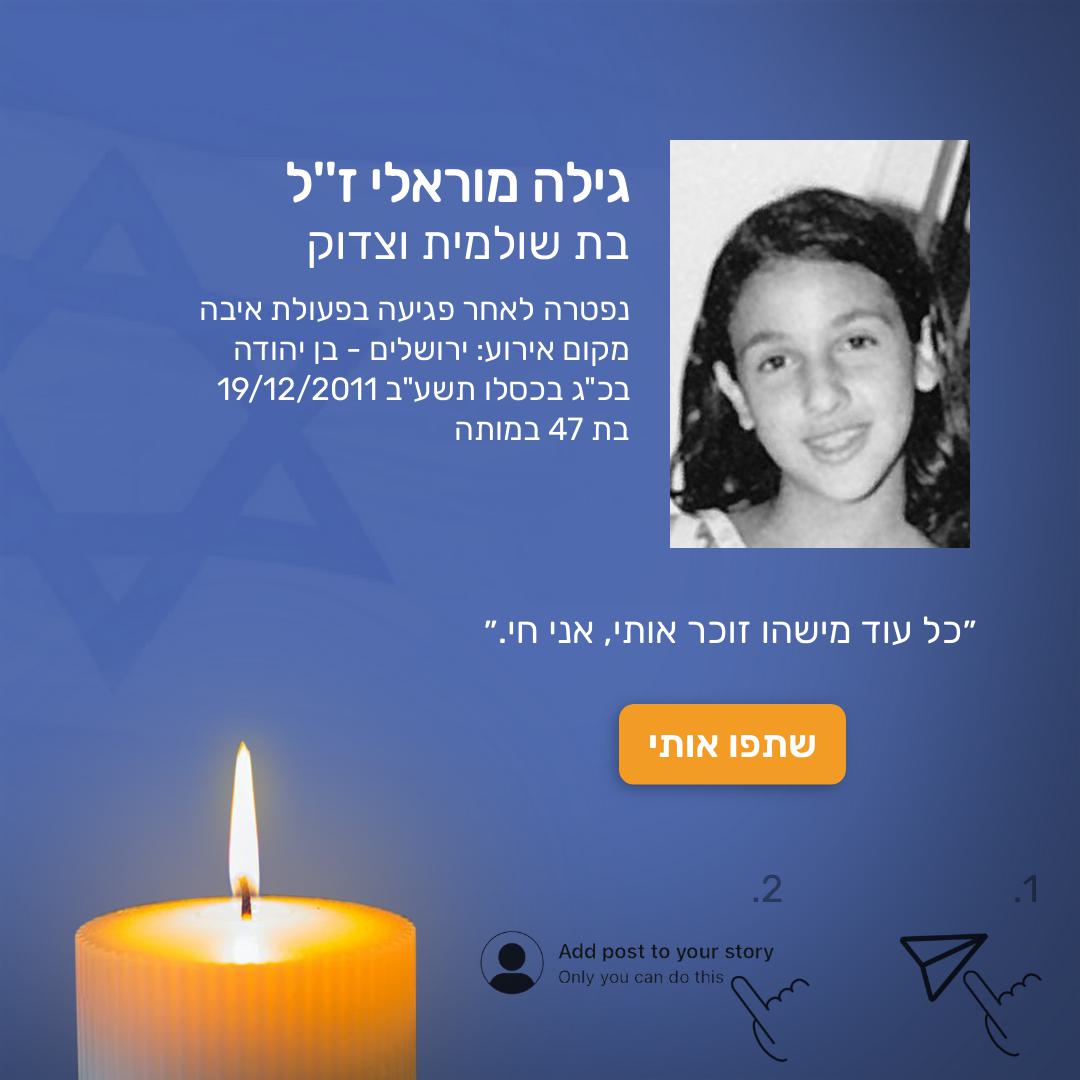 גילה מוראלי ז"ל
בת שולמית וצדוק
נפטרה לאחר פגיעה בפעולת איבה
מקום אירוע: ירושלים - בן יהודה
בכ"ג בכסלו תשע"ב 19/12/2011
בת 47 במותה
״כל עוד מישהו זוכר אותי, אני חי.״
שתפו אותי
1.
2.
Add post to your story
Only you can do this